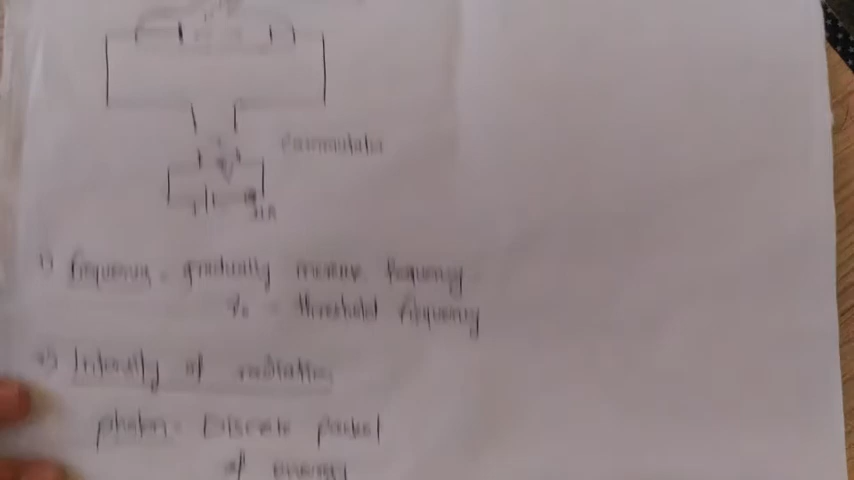 Commutator
1) frequency - gradually increase frequency
ν₀ - threshold frequency
2) Intensity of radiation
photon - Discrete packet
of energy